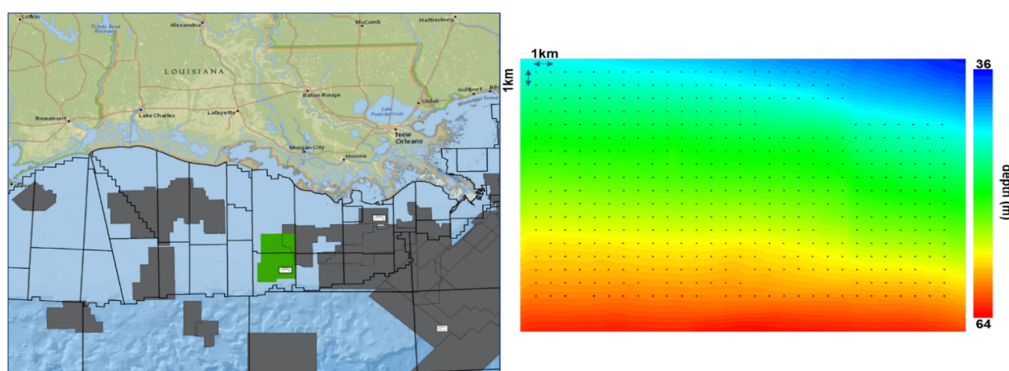 Lufkin
Alexandria
McComb
Hattiesburg
LOUISIANA
Baton Rouge
Gulfport
Slidell
Lake Pontchartrain
Beaumont
Lake Charles
Lafayette
New
Orleans
Morgan City
Houma
1km
1km
36
depth (m)
64